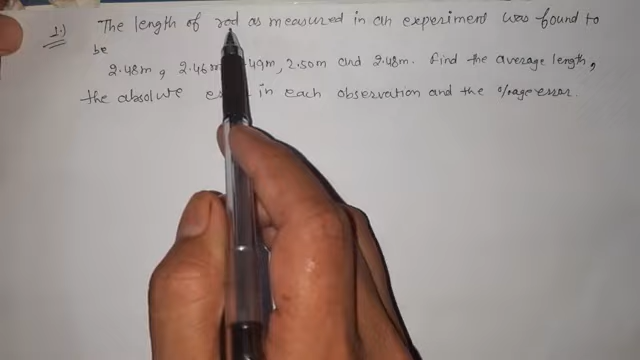 1.) The length of rod as measured in an experiment was found to
be
2.48m, 2.46m .49m, 2.50m and 2.48m. Find the average length,
the absolute in each observation and the %age error.